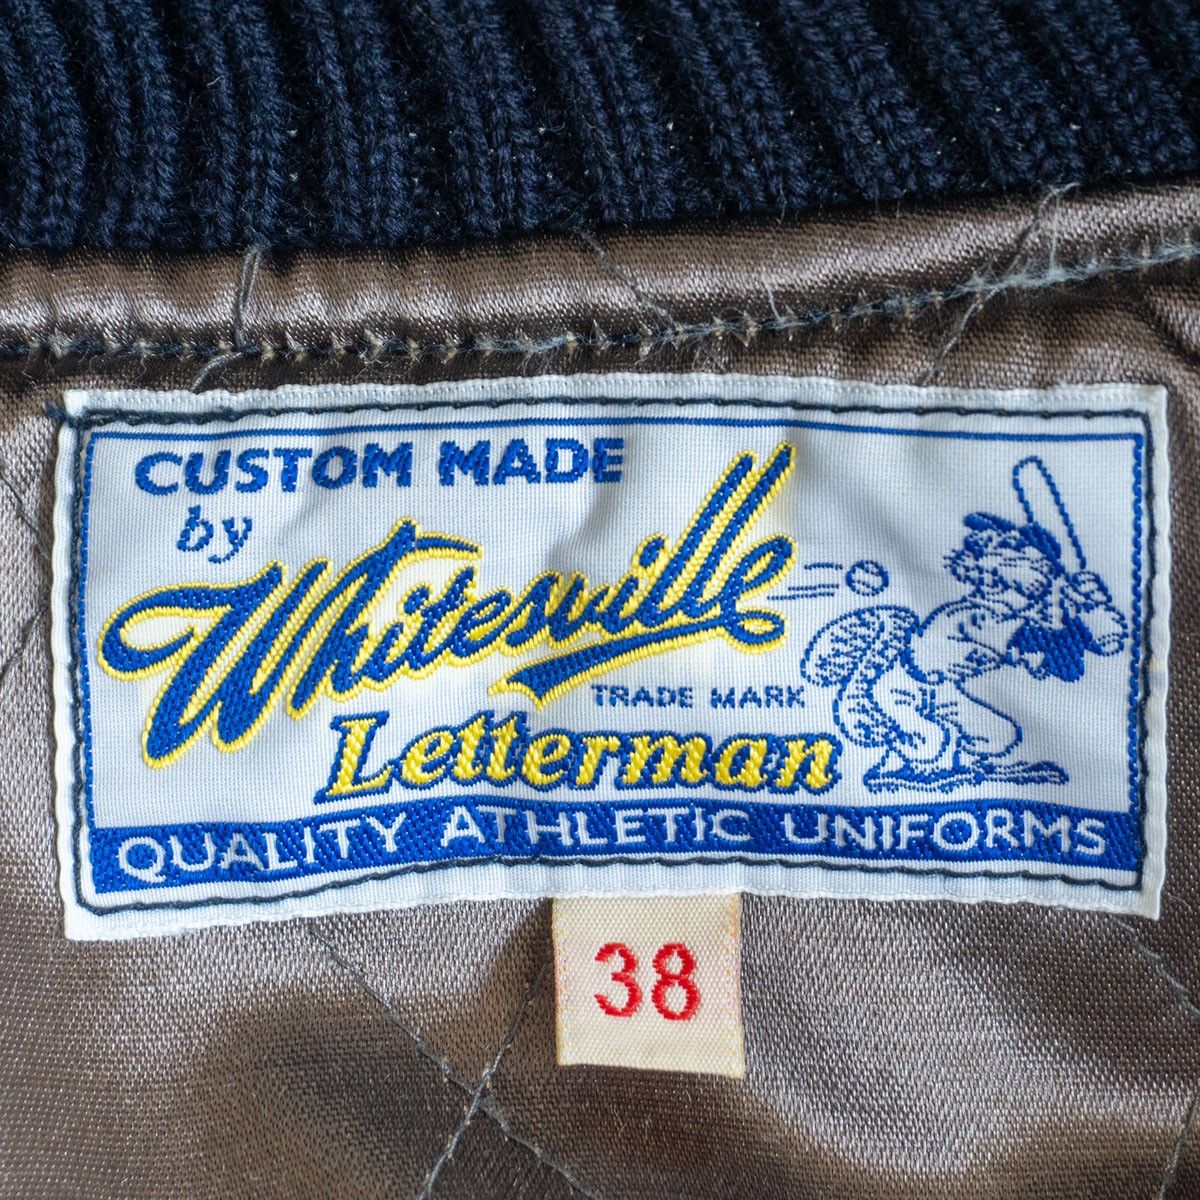 CUSTOM MADE
by
Whitesville
TRADE MARK
Letterman
QUALITY ATHLETIC UNIFORMS
38